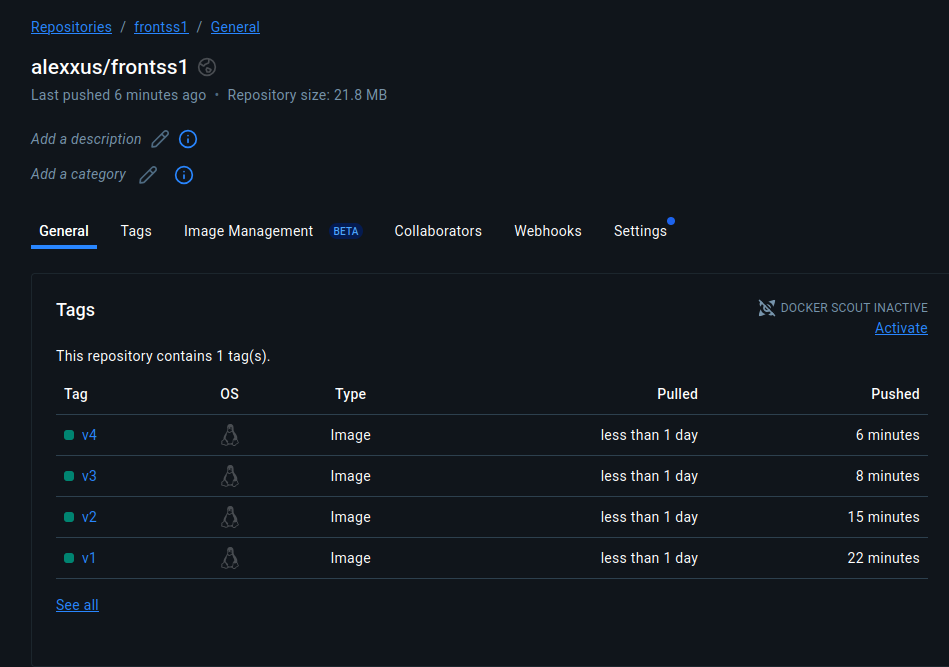 Repositories / frontss1 / General
alexxus/frontss1
Last pushed 6 minutes ago • Repository size: 21.8 MB
Add a description
Add a category
General Tags Image Management BETA Collaborators Webhooks Settings
Tags
DOCKER SCOUT INACTIVE
Activate
This repository contains 1 tag(s).
Tag OS Type Pulled Pushed
v4 Image less than 1 day 6 minutes
v3 Image less than 1 day 8 minutes
v2 Image less than 1 day 15 minutes
v1 Image less than 1 day 22 minutes
See all